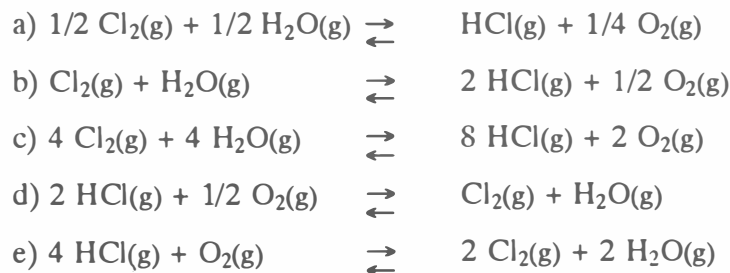 a) 1/2 Cl₂(g) + 1/2 H₂O(g) ⇄ HCl(g) + 1/4 O₂(g)
b) Cl₂(g) + H₂O(g) ⇄ 2 HCl(g) + 1/2 O₂(g)
c) 4 Cl₂(g) + 4 H₂O(g) ⇄ 8 HCl(g) + 2 O₂(g)
d) 2 HCl(g) + 1/2 O₂(g) ⇄ Cl₂(g) + H₂O(g)
e) 4 HCl(g) + O₂(g) ⇄ 2 Cl₂(g) + 2 H₂O(g)